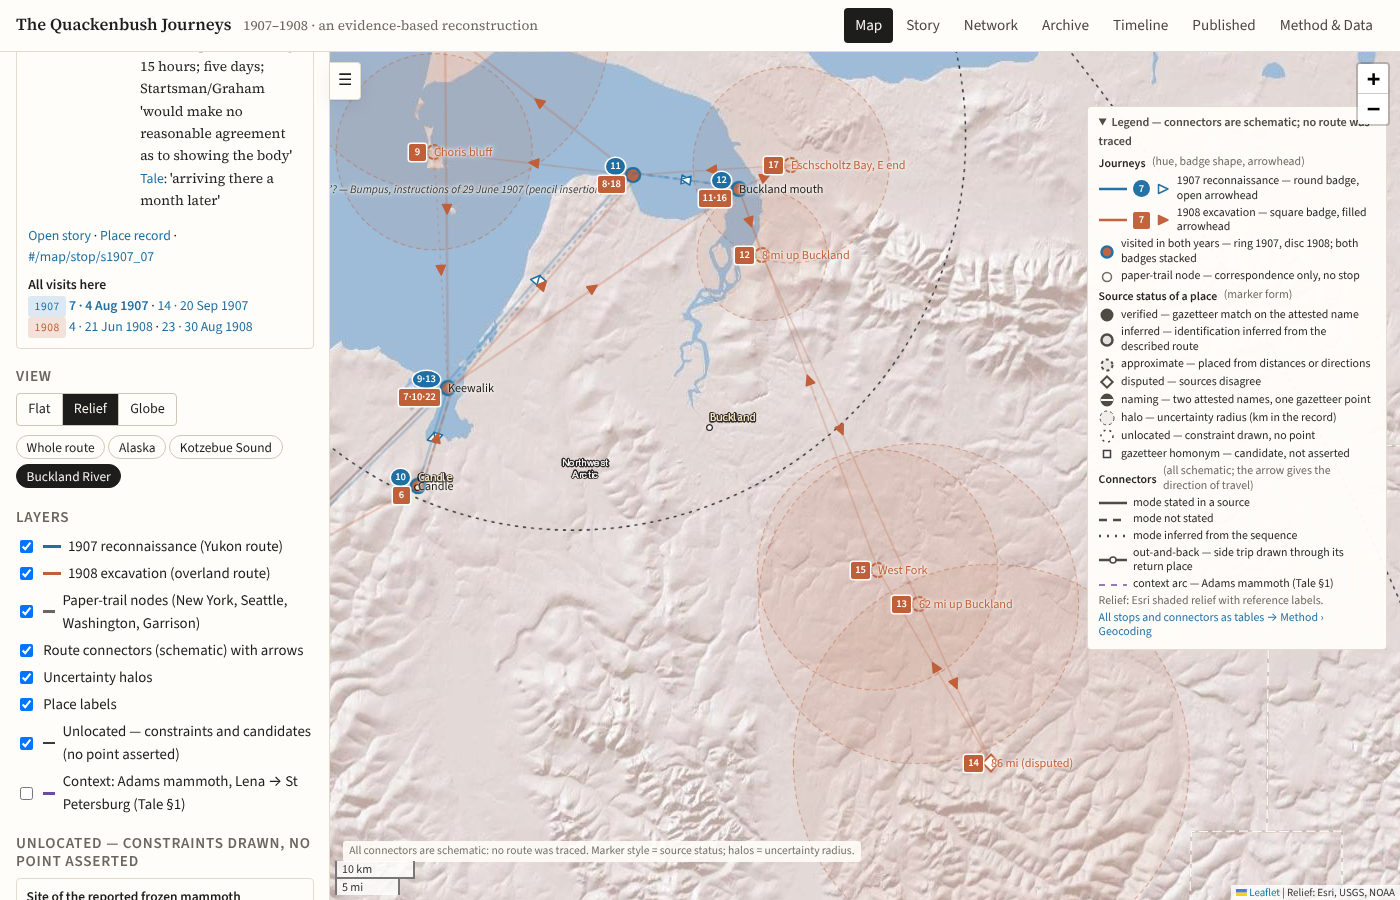 The Quackenbush Journeys
1907–1908 · an evidence-based reconstruction
Map
Story
Network
Archive
Timeline
Published
Method & Data
15 hours; five days;
Startsman/Graham
'would make no
reasonable agreement
as to showing the body'
Tale: 'arriving there a
month later'
Open story · Place record ·
#/map/stop/s1907_07
All visits here
1907 7 · 4 Aug 1907 · 14 · 20 Sep 1907
1908 4 · 21 Jun 1908 · 23 · 30 Aug 1908
VIEW
Flat
Relief
Globe
Whole route
Alaska
Kotzebue Sound
Buckland River
LAYERS
1907 reconnaissance (Yukon route)
1908 excavation (overland route)
Paper-trail nodes (New York, Seattle,
Washington, Garrison)
Route connectors (schematic) with arrows
Uncertainty halos
Place labels
Unlocated — constraints and candidates
(no point asserted)
Context: Adams mammoth, Lena → St
Petersburg (Tale §1)
UNLOCATED — CONSTRAINTS DRAWN, NO
POINT ASSERTED
Site of the reported frozen mammoth
☰
9
Choris bluff
11
8·18
? — Bumpus, instructions of 29 June 1907 (pencil insertion
12
11·16
Buckland mouth
17
Eschscholtz Bay, E end
12
8 mi up Buckland
9·13
7·10·22
Keewalik
10
6
Candle
Candle
Buckland
Northwest
Arctic
15
West Fork
13
62 mi up Buckland
14
86 mi (disputed)
+
−
▼ Legend — connectors are schematic; no route was
traced
Journeys (hue, badge shape, arrowhead)
7
1907 reconnaissance — round badge,
open arrowhead
7
1908 excavation — square badge, filled
arrowhead
visited in both years — ring 1907, disc 1908; both
badges stacked
paper-trail node — correspondence only, no stop
Source status of a place (marker form)
verified — gazetteer match on the attested name
inferred — identification inferred from the
described route
approximate — placed from distances or directions
disputed — sources disagree
naming — two attested names, one gazetteer point
halo — uncertainty radius (km in the record)
unlocated — constraint drawn, no point
gazetteer homonym — candidate, not asserted
Connectors (all schematic; the arrow gives the
direction of travel)
mode stated in a source
mode not stated
mode inferred from the sequence
out-and-back — side trip drawn through its
return place
context arc — Adams mammoth (Tale §1)
Relief: Esri shaded relief with reference labels.
All stops and connectors as tables → Method ›
Geocoding
All connectors are schematic: no route was traced. Marker style = source status; halos = uncertainty radius.
10 km
5 mi
Leaflet | Relief: Esri, USGS, NOAA